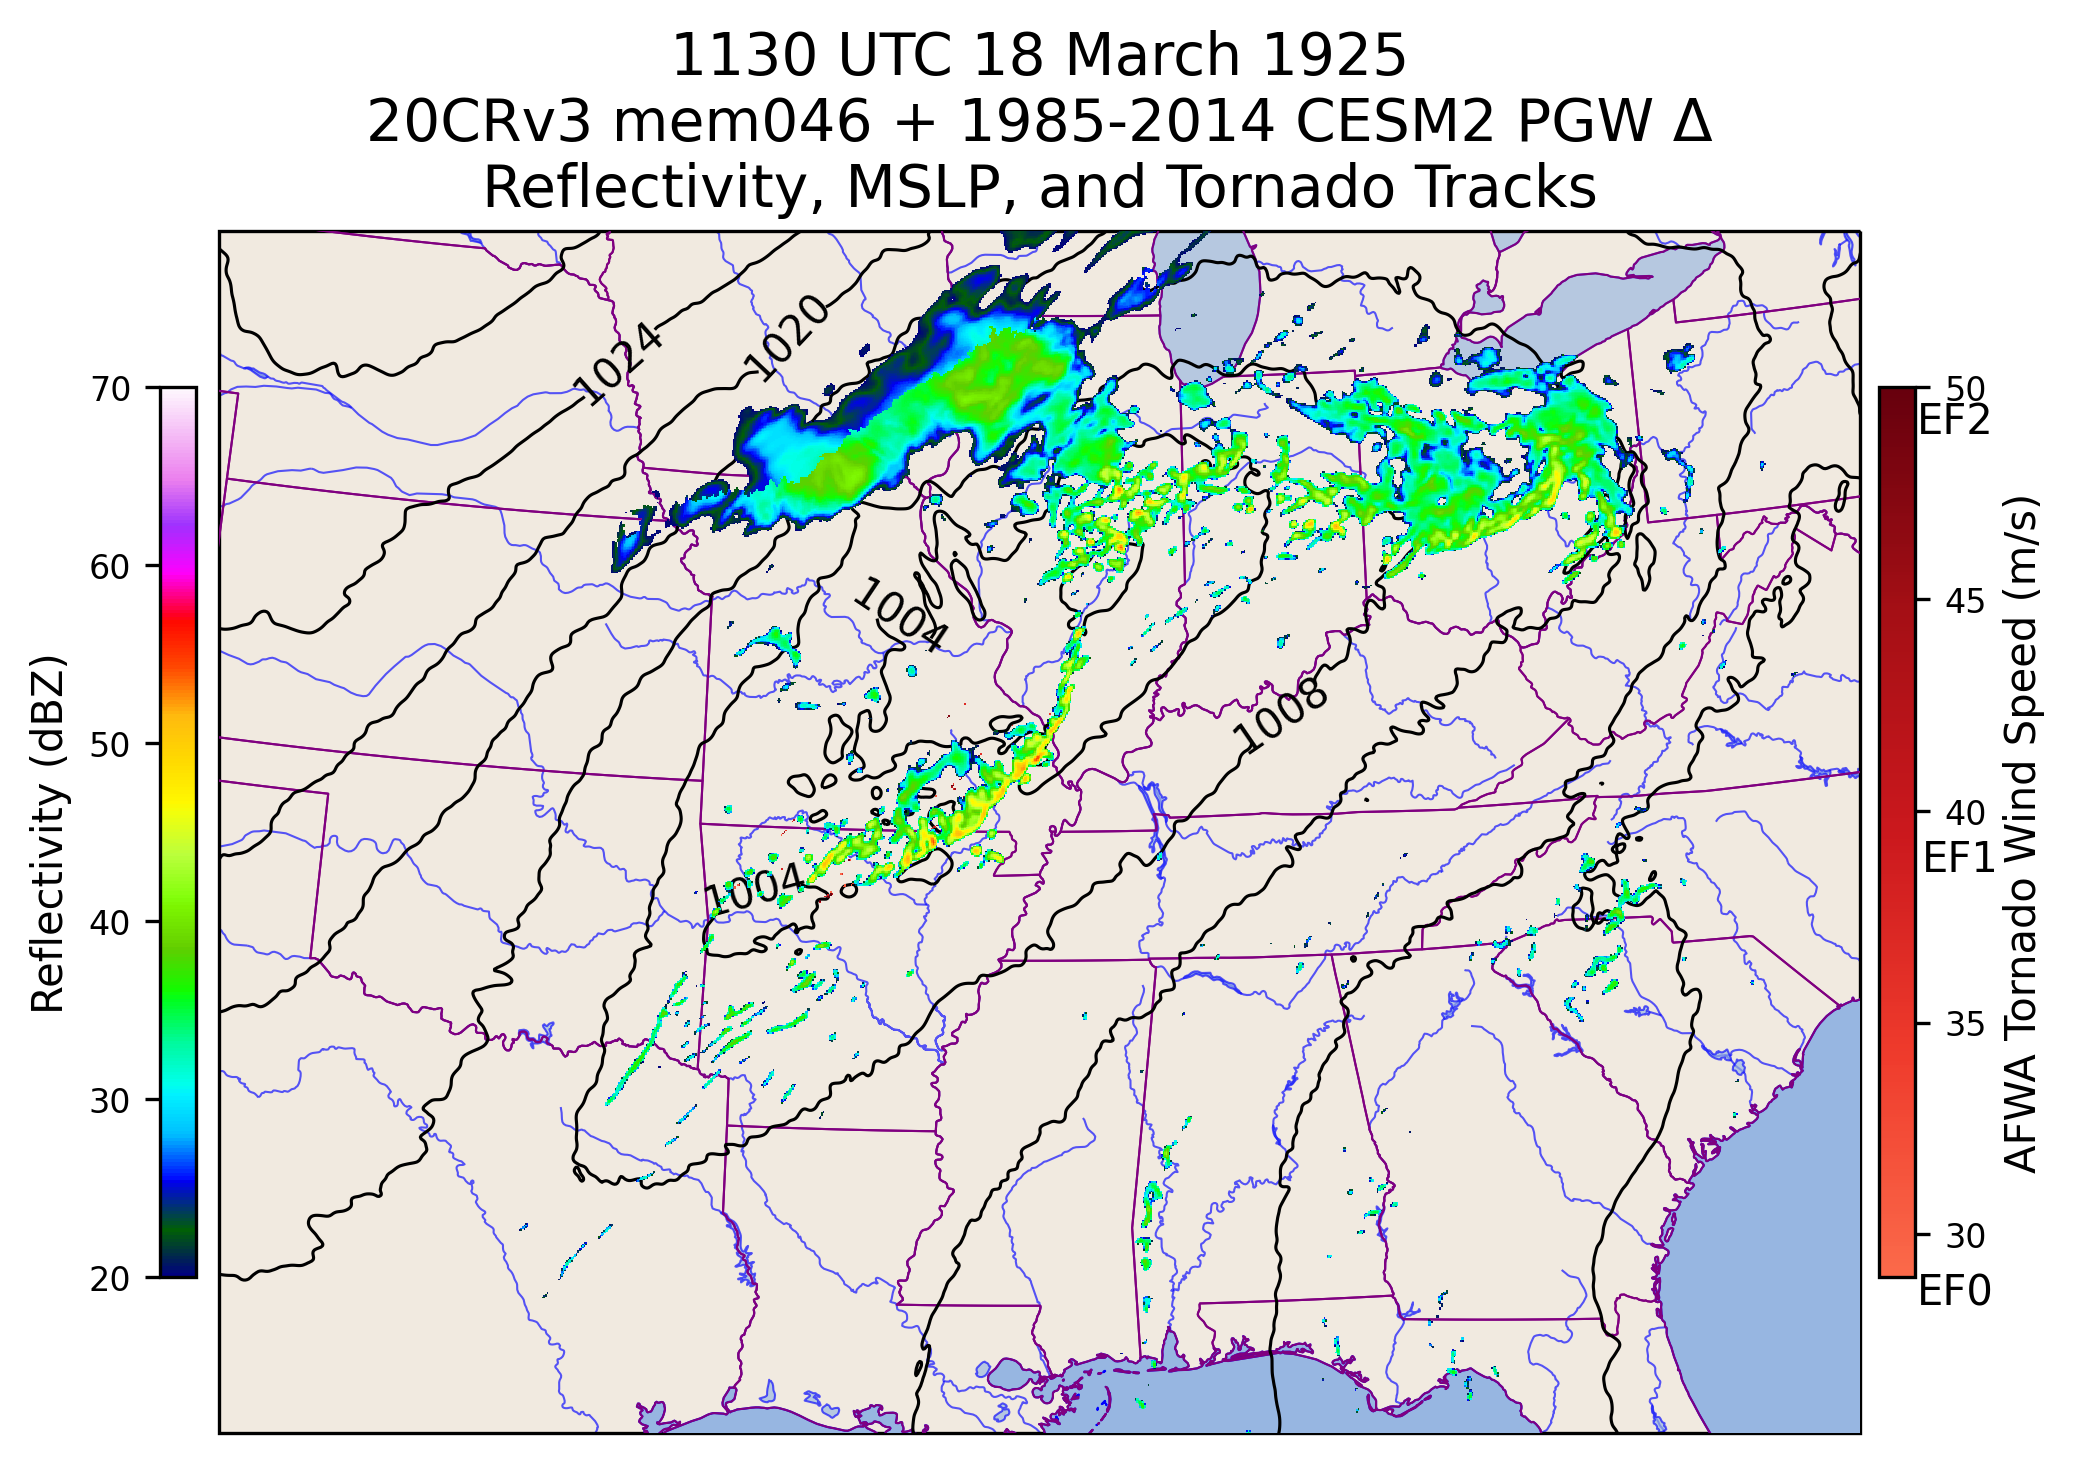 1130 UTC 18 March 1925
20CRv3 mem046 + 1985-2014 CESM2 PGW Δ
Reflectivity, MSLP, and Tornado Tracks
1024
1020
1004
1008
1004
70
60
50
40
30
20
Reflectivity (dBZ)
50
EF2
45
40
EF1
35
30
EF0
AFWA Tornado Wind Speed (m/s)